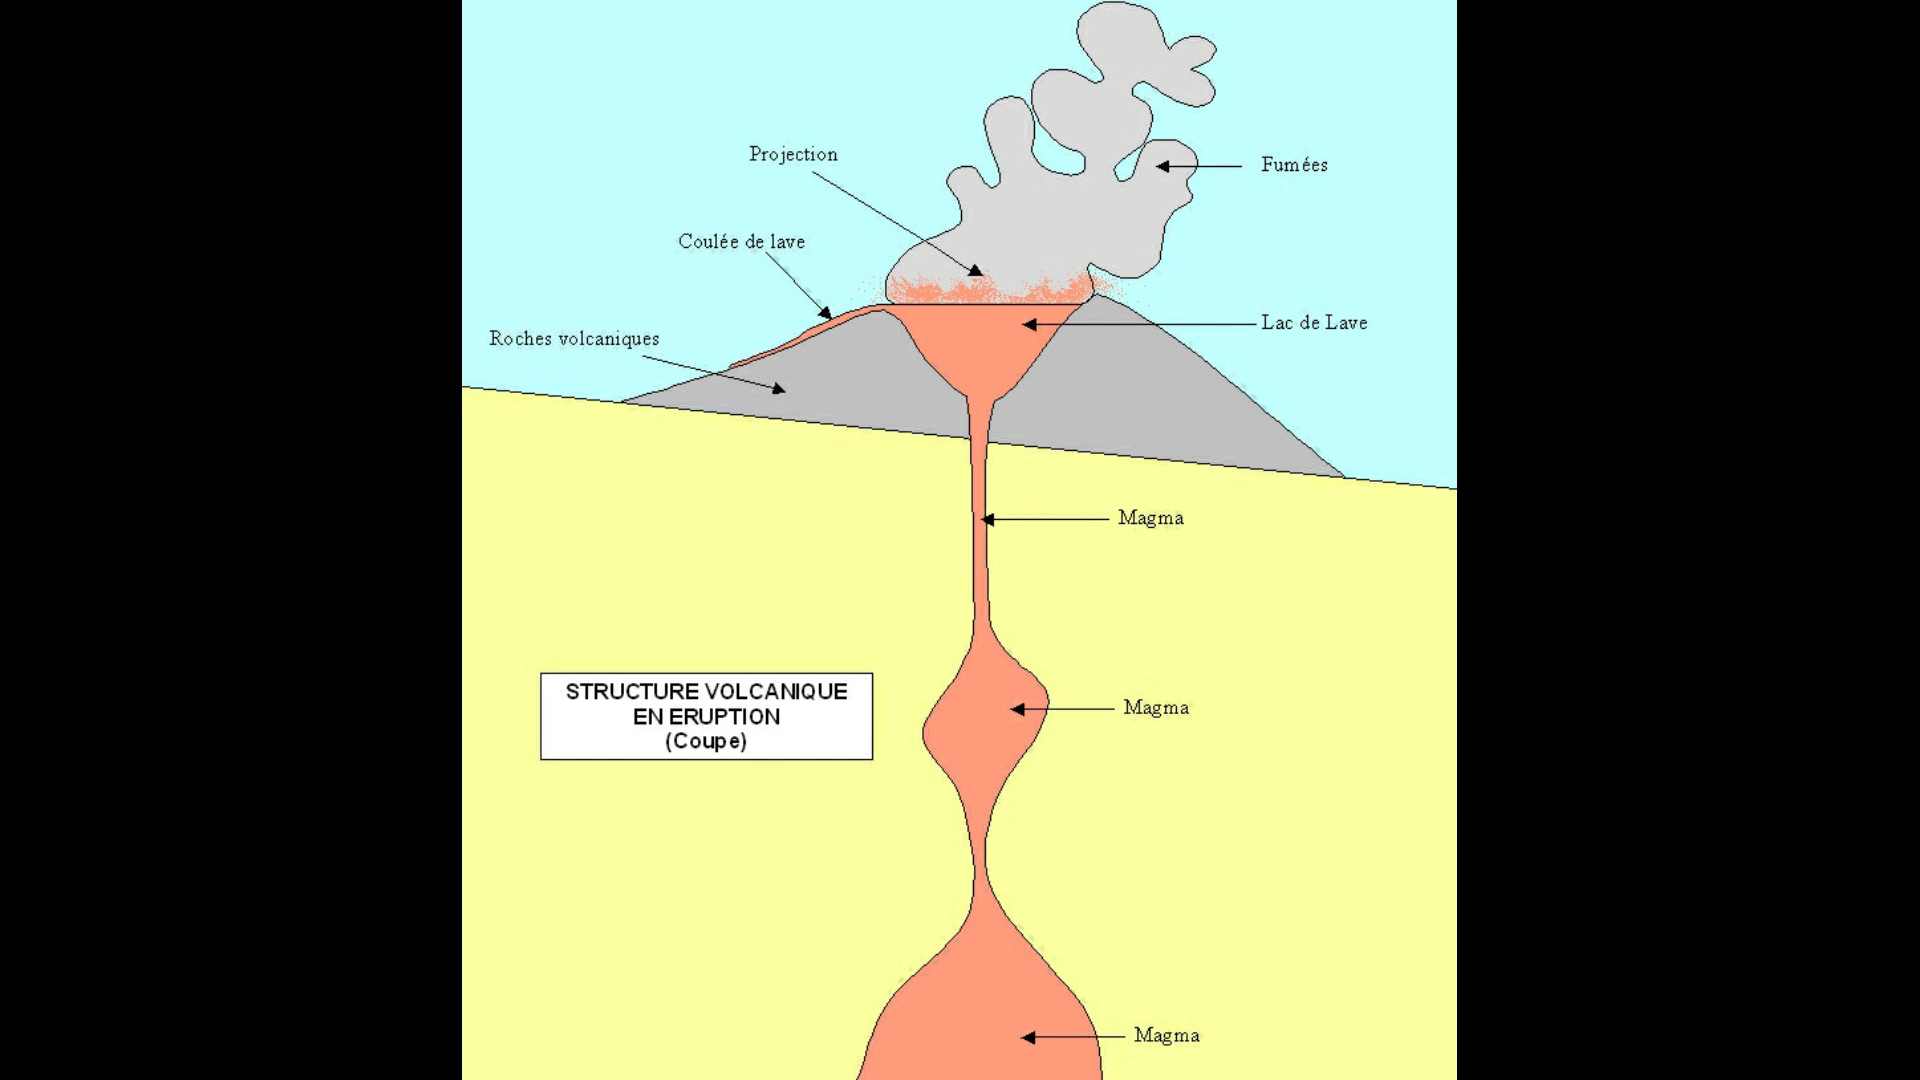 Projection
Fumées
Coulée de lave
Lac de Lave
Roches volcaniques
Magma
STRUCTURE VOLCANIQUE
EN ERUPTION
(Coupe)
Magma
Magma